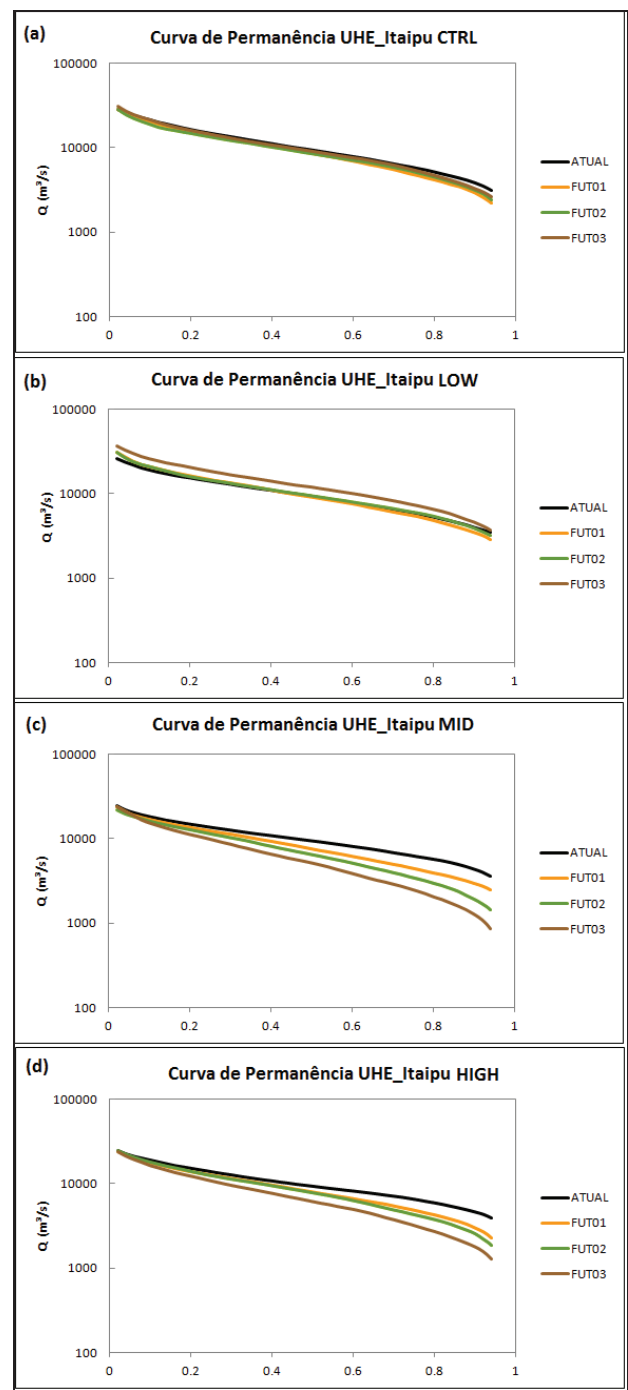 (a)
Curva de Permanência UHE_Itaipu CTRL
100000
10000
1000
100
Q (m³/s)
0 0.2 0.4 0.6 0.8 1
ATUAL
FUT01
FUT02
FUT03
(b)
Curva de Permanência UHE_Itaipu LOW
100000
10000
1000
100
Q (m³/s)
0 0.2 0.4 0.6 0.8 1
ATUAL
FUT01
FUT02
FUT03
(c)
Curva de Permanência UHE_Itaipu MID
100000
10000
1000
100
Q (m³/s)
0 0.2 0.4 0.6 0.8 1
ATUAL
FUT01
FUT02
FUT03
(d)
Curva de Permanência UHE_Itaipu HIGH
100000
10000
1000
100
Q (m³/s)
0 0.2 0.4 0.6 0.8 1
ATUAL
FUT01
FUT02
FUT03